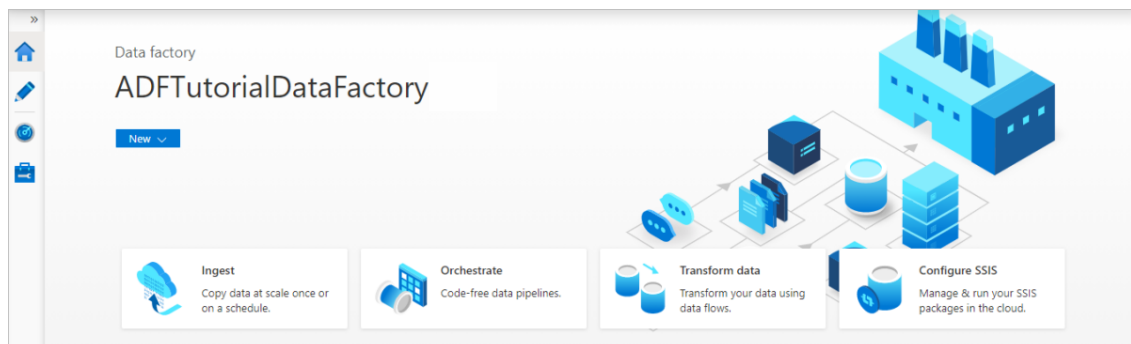 »
Data factory
ADFTutorialDataFactory
New
Ingest
Copy data at scale once or
on a schedule.
Orchestrate
Code-free data pipelines.
Transform data
Transform your data using
data flows.
Configure SSIS
Manage & run your SSIS
packages in the cloud.